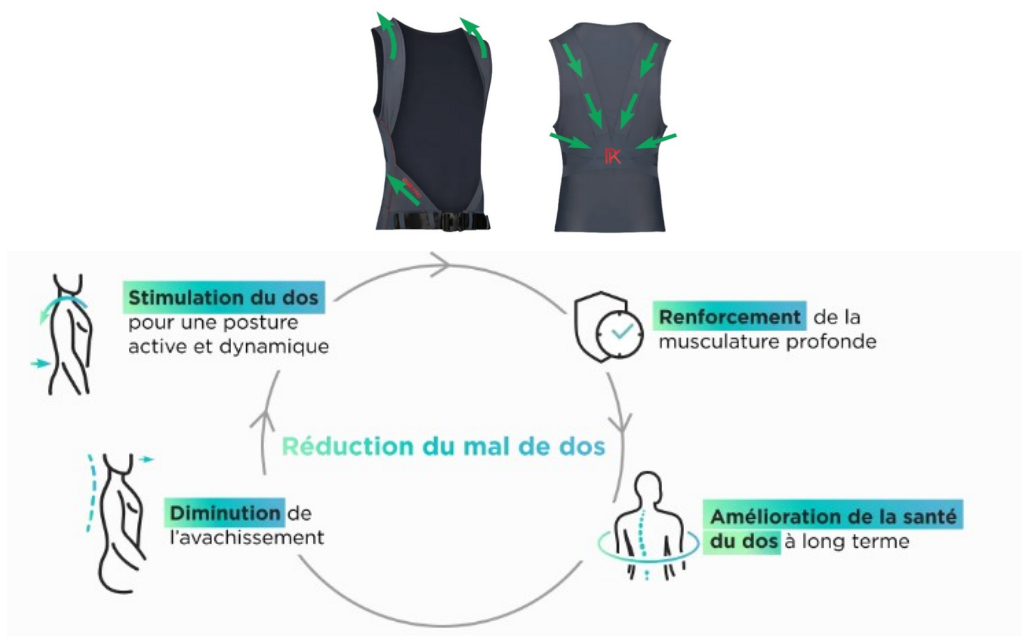 Stimulation du dos
pour une posture
active et dynamique
Renforcement de la
musculature profonde
Réduction du mal de dos
Diminution de
l'avachissement
Amélioration de la santé
du dos à long terme